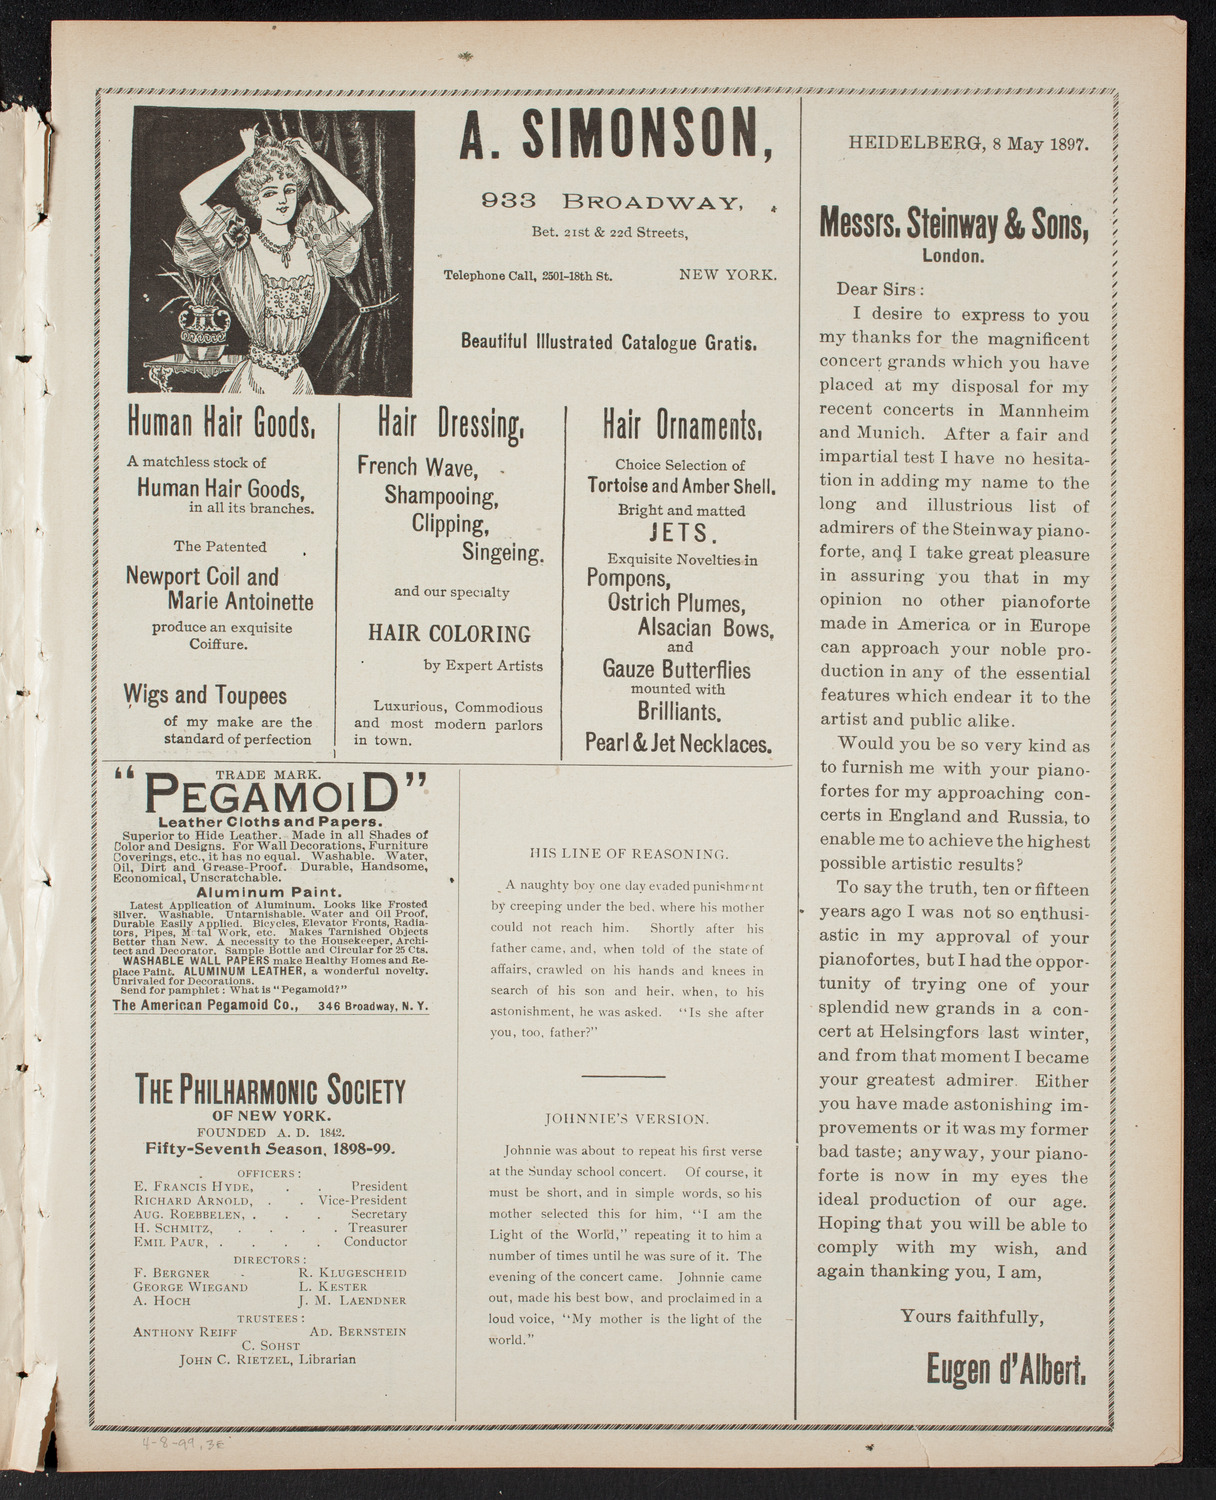 A. SIMONSON,
933 BROADWAY,
Bet. 21st & 22d Streets,
Telephone Call, 2501-18th St. NEW YORK.
Beautiful Illustrated Catalogue Gratis.
Human Hair Goods,
A matchless stock of
Human Hair Goods,
in all its branches.
The Patented
Newport Coil and
Marie Antoinette
produce an exquisite
Coiffure.
Wigs and Toupees
of my make are the
standard of perfection
Hair Dressing,
French Wave,
Shampooing,
Clipping,
Singeing.
and our specialty
HAIR COLORING
by Expert Artists
Luxurious, Commodious
and most modern parlors
in town.
Hair Ornaments,
Choice Selection of
Tortoise and Amber Shell.
Bright and matted
JETS.
Exquisite Novelties in
Pompons,
Ostrich Plumes,
Alsacian Bows,
and
Gauze Butterflies
mounted with
Brilliants.
Pearl & Jet Necklaces.
TRADE MARK.
"PEGAMOID"
Leather Cloths and Papers.
Superior to Hide Leather. Made in all Shades of
Color and Designs. For Wall Decorations, Furniture
Coverings, etc., it has no equal. Washable. Water,
Oil, Dirt and Grease-Proof. Durable, Handsome,
Economical, Unscratchable.
Aluminum Paint.
Latest Application of Aluminum. Looks like Frosted
Silver. Washable, Untarnishable, Water and Oil Proof,
Durable Easily Applied. Bicycles, Elevator Fronts, Radia-
tors, Pipes, Metal Work, etc. Makes Tarnished Objects
Better than New. A necessity to the Housekeeper, Archi-
tect and Decorator. Sample Bottle and Circular for 25 Cts.
WASHABLE WALL PAPERS make Healthy Homes and Re-
place Paint. ALUMINUM LEATHER, a wonderful novelty.
Unrivaled for Decorations.
Send for pamphlet: What is "Pegamoid?"
The American Pegamoid Co., 346 Broadway, N. Y.
THE PHILHARMONIC SOCIETY
OF NEW YORK.
FOUNDED A. D. 1842.
Fifty-Seventh Season, 1898-99.
OFFICERS:
E. FRANCIS HYDE, . . President
RICHARD ARNOLD, . . Vice-President
AUG. ROEBBELEN, . . . Secretary
H. SCHMITZ, . . . . Treasurer
EMIL PAUR, . . . . Conductor
DIRECTORS:
F. BERGNER - R. KLUGESCHEID
GEORGE WIEGAND L. KESTER
A. HOCH J. M. LAENDNER
TRUSTEES:
ANTHONY REIFF AD. BERNSTEIN
C. SOHST
JOHN C. RIETZEL, Librarian
HIS LINE OF REASONING.
A naughty boy one day evaded punishment
by creeping under the bed, where his mother
could not reach him. Shortly after his
father came, and, when told of the state of
affairs, crawled on his hands and knees in
search of his son and heir, when, to his
astonishment, he was asked. "Is she after
you, too, father?"
JOHNNIE'S VERSION.
Johnnie was about to repeat his first verse
at the Sunday school concert. Of course, it
must be short, and in simple words, so his
mother selected this for him, "I am the
Light of the World," repeating it to him a
number of times until he was sure of it. The
evening of the concert came. Johnnie came
out, made his best bow, and proclaimed in a
loud voice, "My mother is the light of the
world."
HEIDELBERG, 8 May 1897.
Messrs. Steinway & Sons,
London.
Dear Sirs:
I desire to express to you
my thanks for the magnificent
concert grands which you have
placed at my disposal for my
recent concerts in Mannheim
and Munich. After a fair and
impartial test I have no hesita-
tion in adding my name to the
long and illustrious list of
admirers of the Steinway piano-
forte, and I take great pleasure
in assuring you that in my
opinion no other pianoforte
made in America or in Europe
can approach your noble pro-
duction in any of the essential
features which endear it to the
artist and public alike.
Would you be so very kind as
to furnish me with your piano-
fortes for my approaching con-
certs in England and Russia, to
enable me to achieve the highest
possible artistic results?
To say the truth, ten or fifteen
years ago I was not so enthusi-
astic in my approval of your
pianofortes, but I had the oppor-
tunity of trying one of your
splendid new grands in a con-
cert at Helsingfors last winter,
and from that moment I became
your greatest admirer. Either
you have made astonishing im-
provements or it was my former
bad taste; anyway, your piano-
forte is now in my eyes the
ideal production of our age.
Hoping that you will be able to
comply with my wish, and
again thanking you, I am,
Yours faithfully,
Eugen d'Albert.
4-8-99, 3E